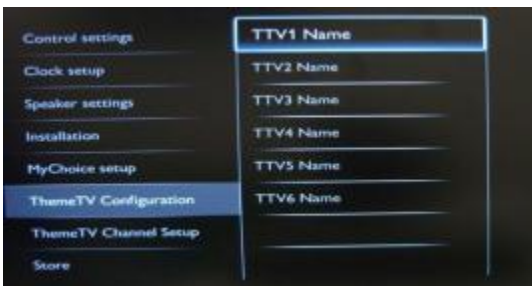 Control settings
Clock setup
Speaker settings
Installation
MyChoice setup
ThemeTV Configuration
ThemeTV Channel Setup
Store
TTV1 Name
TTV2 Name
TTV3 Name
TTV4 Name
TTV5 Name
TTV6 Name